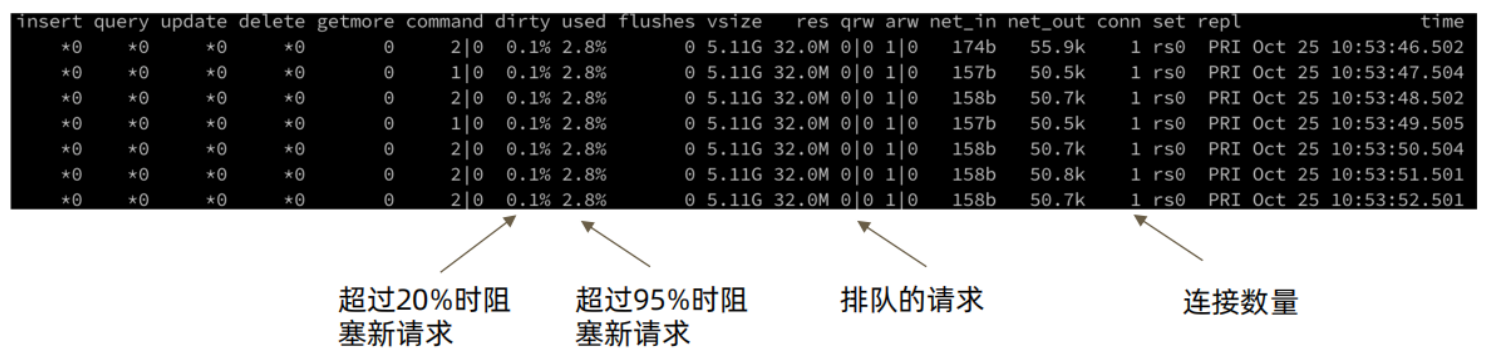 insert query update delete getmore command dirty used flushes vsize res qrw arw net_in net_out conn set repl time
*0 *0 *0 *0 0 2|0 0.1% 2.8% 0 5.11G 32.0M 0|0 1|0 174b 55.9k 1 rs0 PRI Oct 25 10:53:46.502
*0 *0 *0 *0 0 1|0 0.1% 2.8% 0 5.11G 32.0M 0|0 1|0 157b 50.5k 1 rs0 PRI Oct 25 10:53:47.504
*0 *0 *0 *0 0 2|0 0.1% 2.8% 0 5.11G 32.0M 0|0 1|0 158b 50.7k 1 rs0 PRI Oct 25 10:53:48.502
*0 *0 *0 *0 0 1|0 0.1% 2.8% 0 5.11G 32.0M 0|0 1|0 157b 50.5k 1 rs0 PRI Oct 25 10:53:49.505
*0 *0 *0 *0 0 2|0 0.1% 2.8% 0 5.11G 32.0M 0|0 1|0 158b 50.7k 1 rs0 PRI Oct 25 10:53:50.504
*0 *0 *0 *0 0 2|0 0.1% 2.8% 0 5.11G 32.0M 0|0 1|0 158b 50.8k 1 rs0 PRI Oct 25 10:53:51.501
*0 *0 *0 *0 0 2|0 0.1% 2.8% 0 5.11G 32.0M 0|0 1|0 158b 50.7k 1 rs0 PRI Oct 25 10:53:52.501
超过20%时阻
塞新请求
超过95%时阻
塞新请求
排队的请求
连接数量